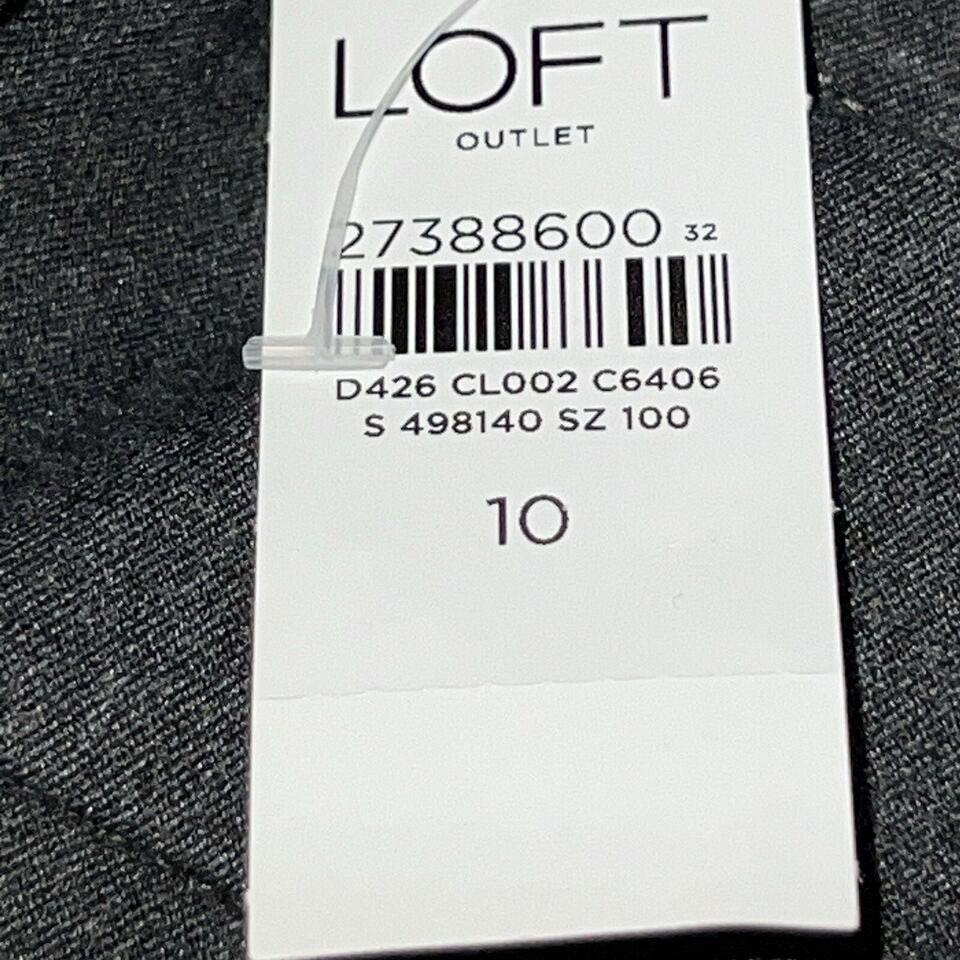 LOFT
OUTLET
27388600 32
D426 CL002 C6406
S 498140 SZ 100
10